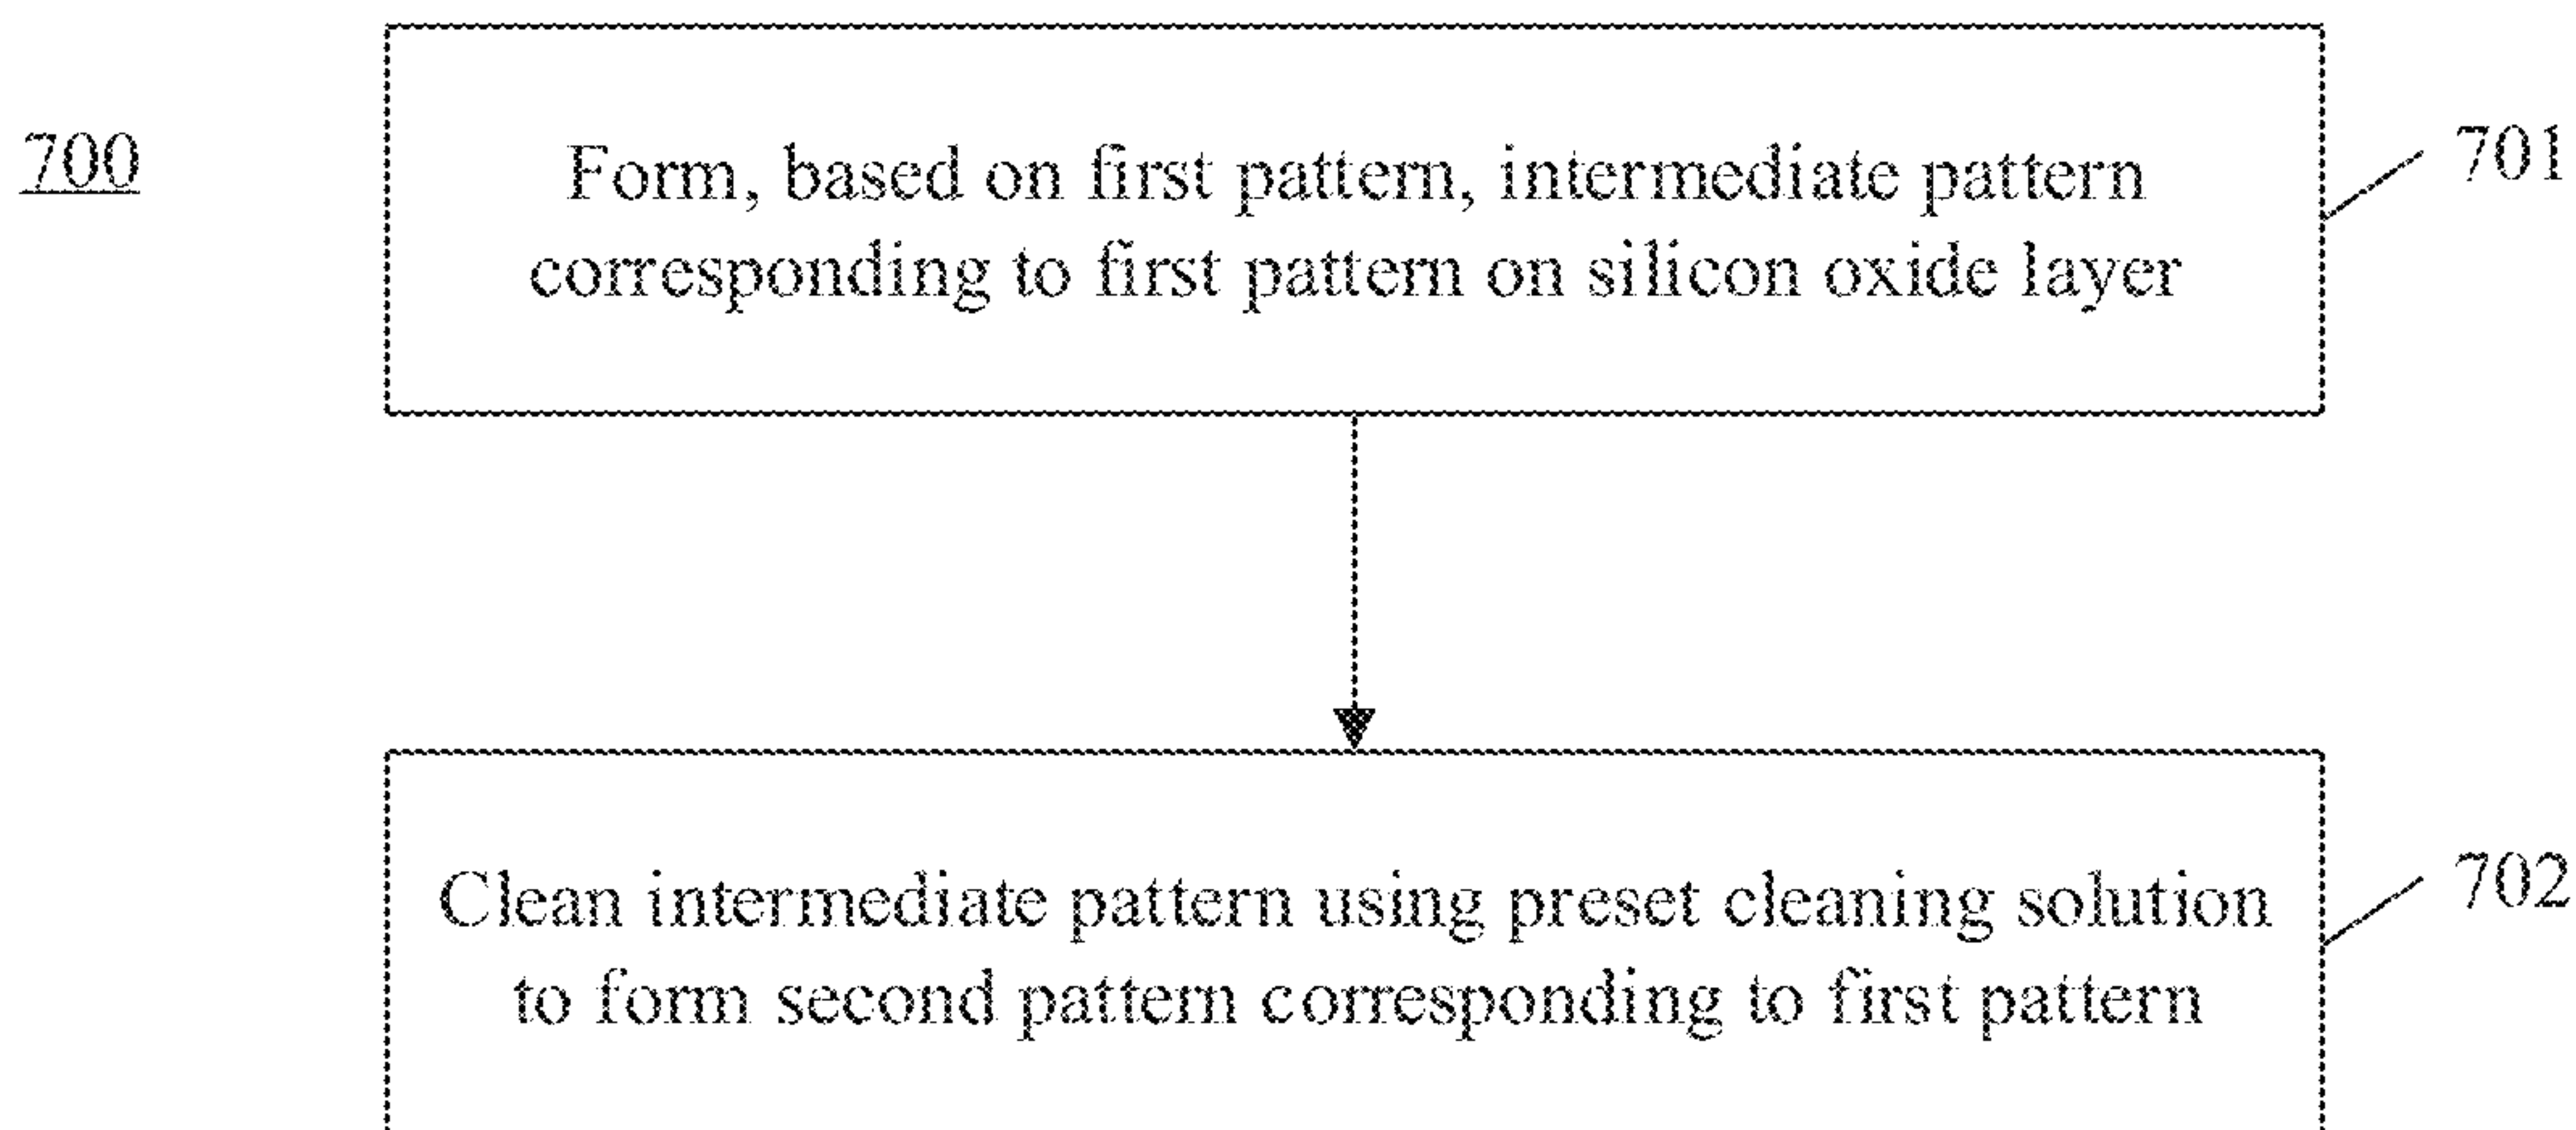 700
Form, based on first pattern, intermediate pattern
corresponding to first pattern on silicon oxide layer
701
Clean intermediate pattern using preset cleaning solution
to form second pattern corresponding to first pattern
702